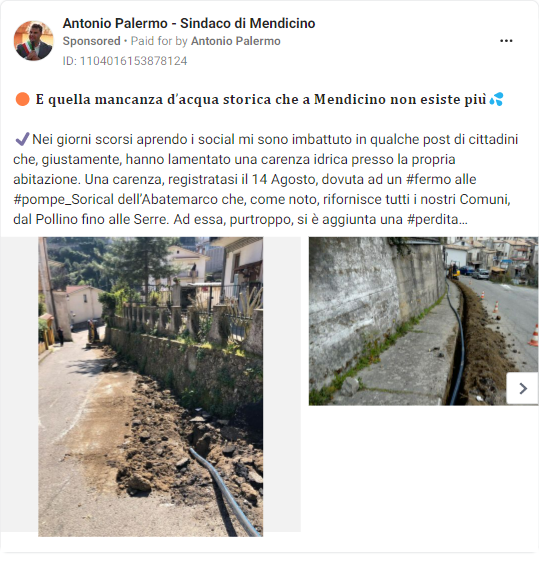 Antonio Palermo - Sindaco di Mendicino
Sponsored • Paid for by Antonio Palermo
ID: 1104016153878124
🟠 E quella mancanza d'acqua storica che a Mendicino non esiste più💦
✔Nei giorni scorsi aprendo i social mi sono imbattuto in qualche post di cittadini
che, giustamente, hanno lamentato una carenza idrica presso la propria
abitazione. Una carenza, registratasi il 14 Agosto, dovuta ad un #fermo alle
#pompe_Sorical dell'Abatemarco che, come noto, rifornisce tutti i nostri Comuni,
dal Pollino fino alle Serre. Ad essa, purtroppo, si è aggiunta una #perdita...